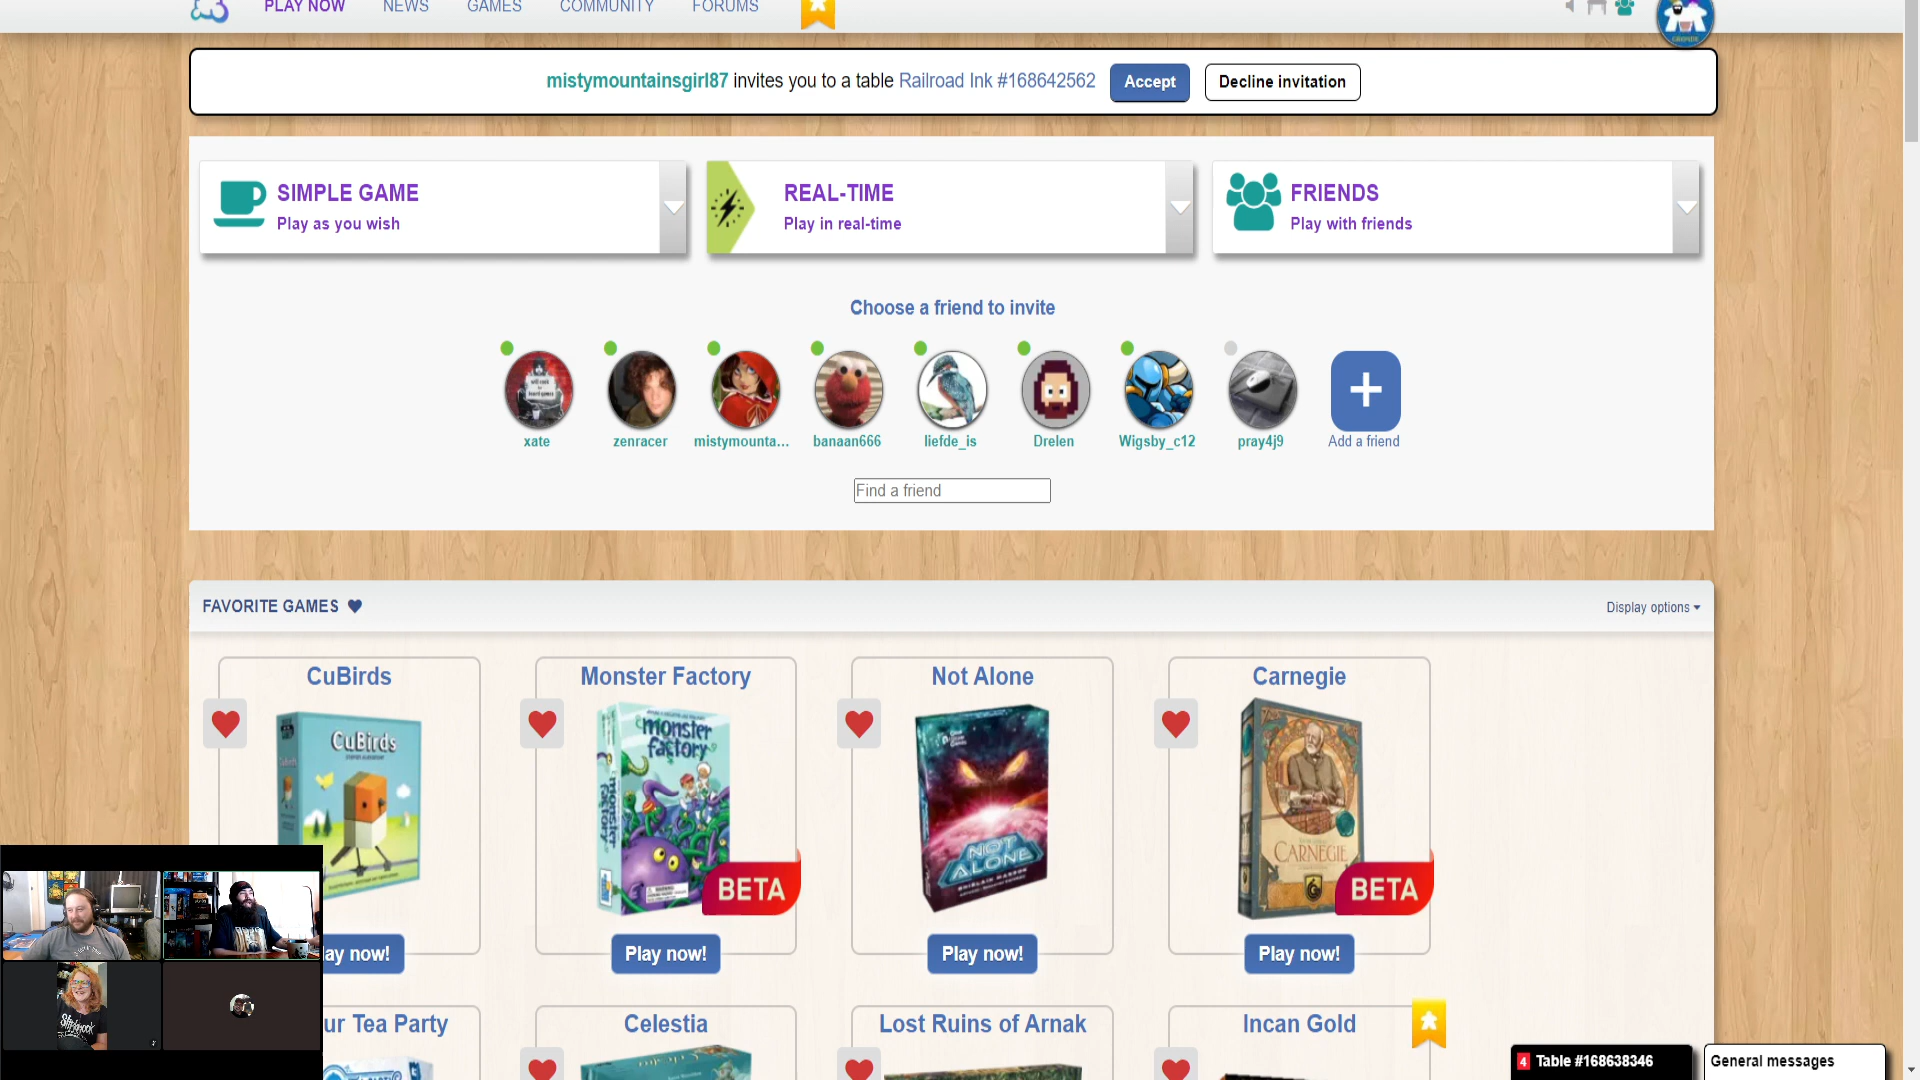 PLAY NOW NEWS GAMES COMMUNITY FORUMS
mistymountainsgirl87 invites you to a table Railroad Ink #168642562 Accept Decline invitation
SIMPLE GAME
Play as you wish
REAL-TIME
Play in real-time
FRIENDS
Play with friends
Choose a friend to invite
xate zenracer mistymounta... banaan666 liefde_is Drelen Wigsby_c12 pray4j9 Add a friend
Find a friend
FAVORITE GAMES
Display options
CuBirds
Monster Factory
Not Alone
Carnegie
CuBirds
monster factory
NOT ALONE
CARNEGIE
BETA
BETA
ay now!
Play now!
Play now!
Play now!
ur Tea Party
Celestia
Lost Ruins of Arnak
Incan Gold
4 Table #168638346
General messages